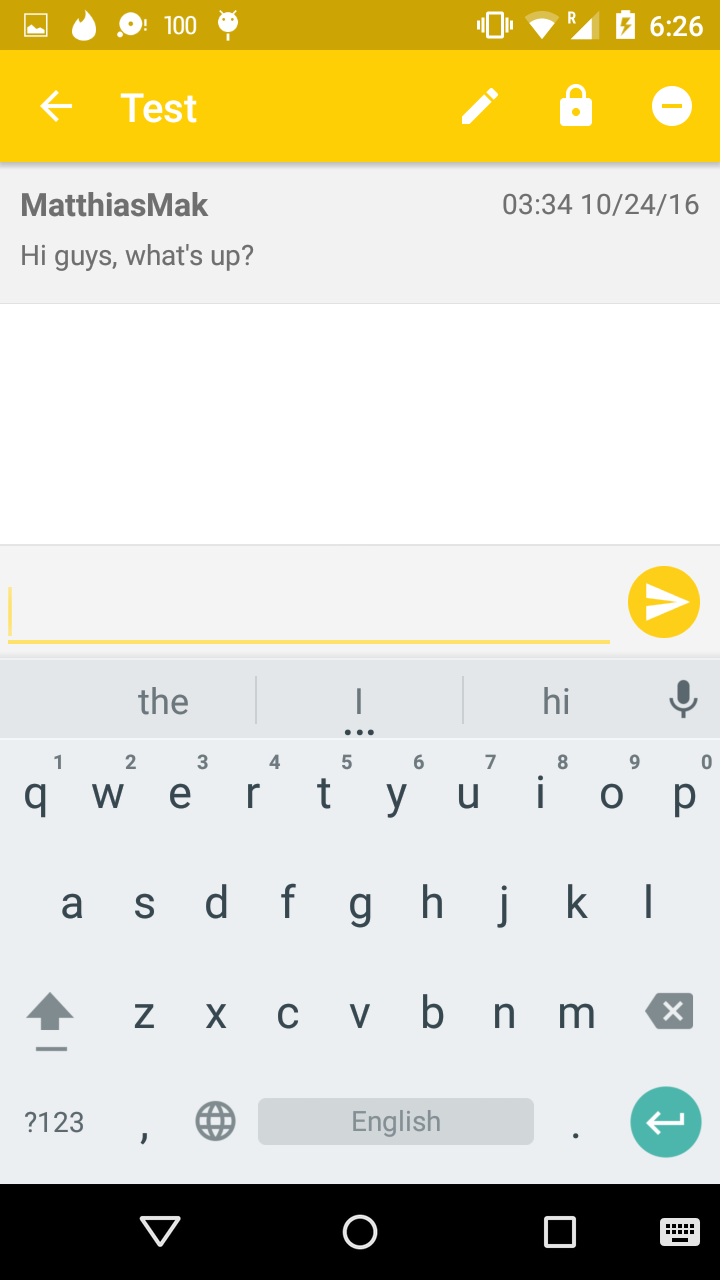 100 R 6:26
Test
MatthiasMak 03:34 10/24/16
Hi guys, what's up?
the I hi
1 2 3 4 5 6 7 8 9 0
q w e r t y u i o p
a s d f g h j k l
z x c v b n m
?123 , English .